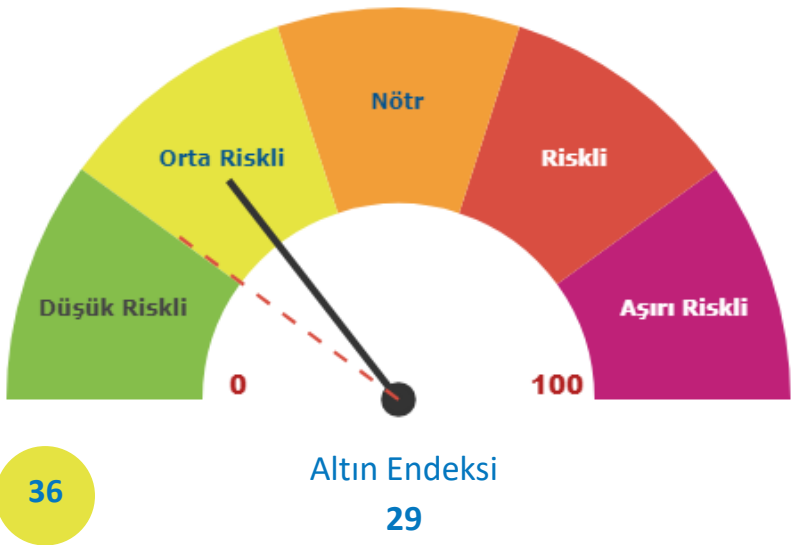 Nötr
Orta Riskli
Riskli
Düşük Riskli
Aşırı Riskli
0
100
Altın Endeksi
36
29